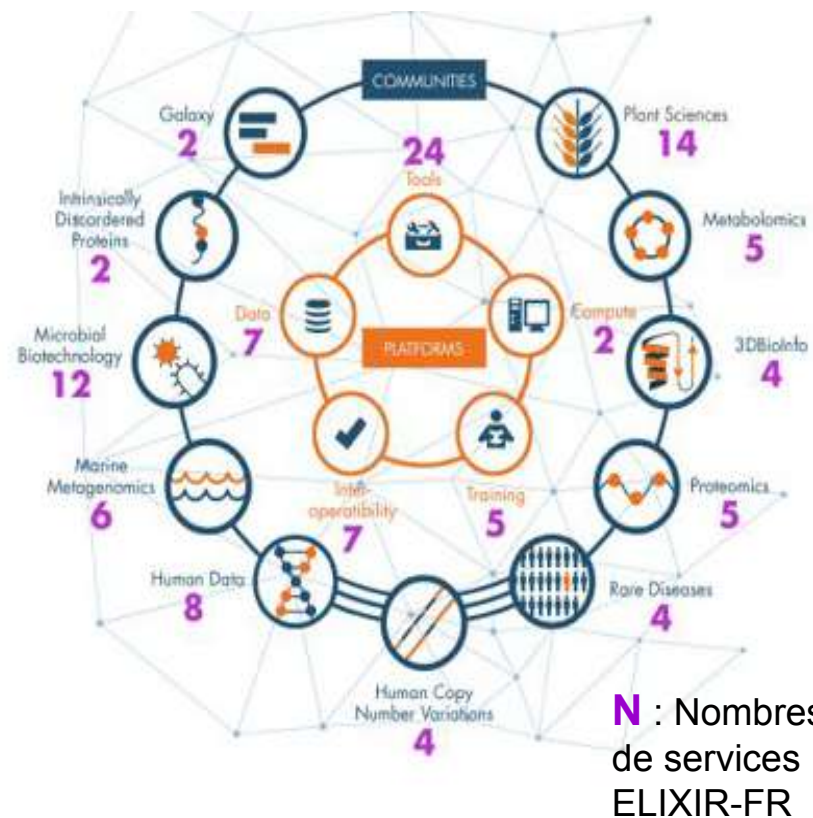 COMMUNITIES
Galaxy
2
Plant Sciences
14
24
Tools
Intrinsically
Disordered
Proteins
2
Metabolomics
5
Data
7
Compute
2
PLATFORMS
Microbial
Biotechnology
12
3DBioInfo
4
Marine
Metagenomics
6
Inter-
operatibility
7
Training
5
Proteomics
5
Human Data
8
Rare Diseases
4
Human Copy
Number Variations
4
N : Nombres
de services
ELIXIR-FR